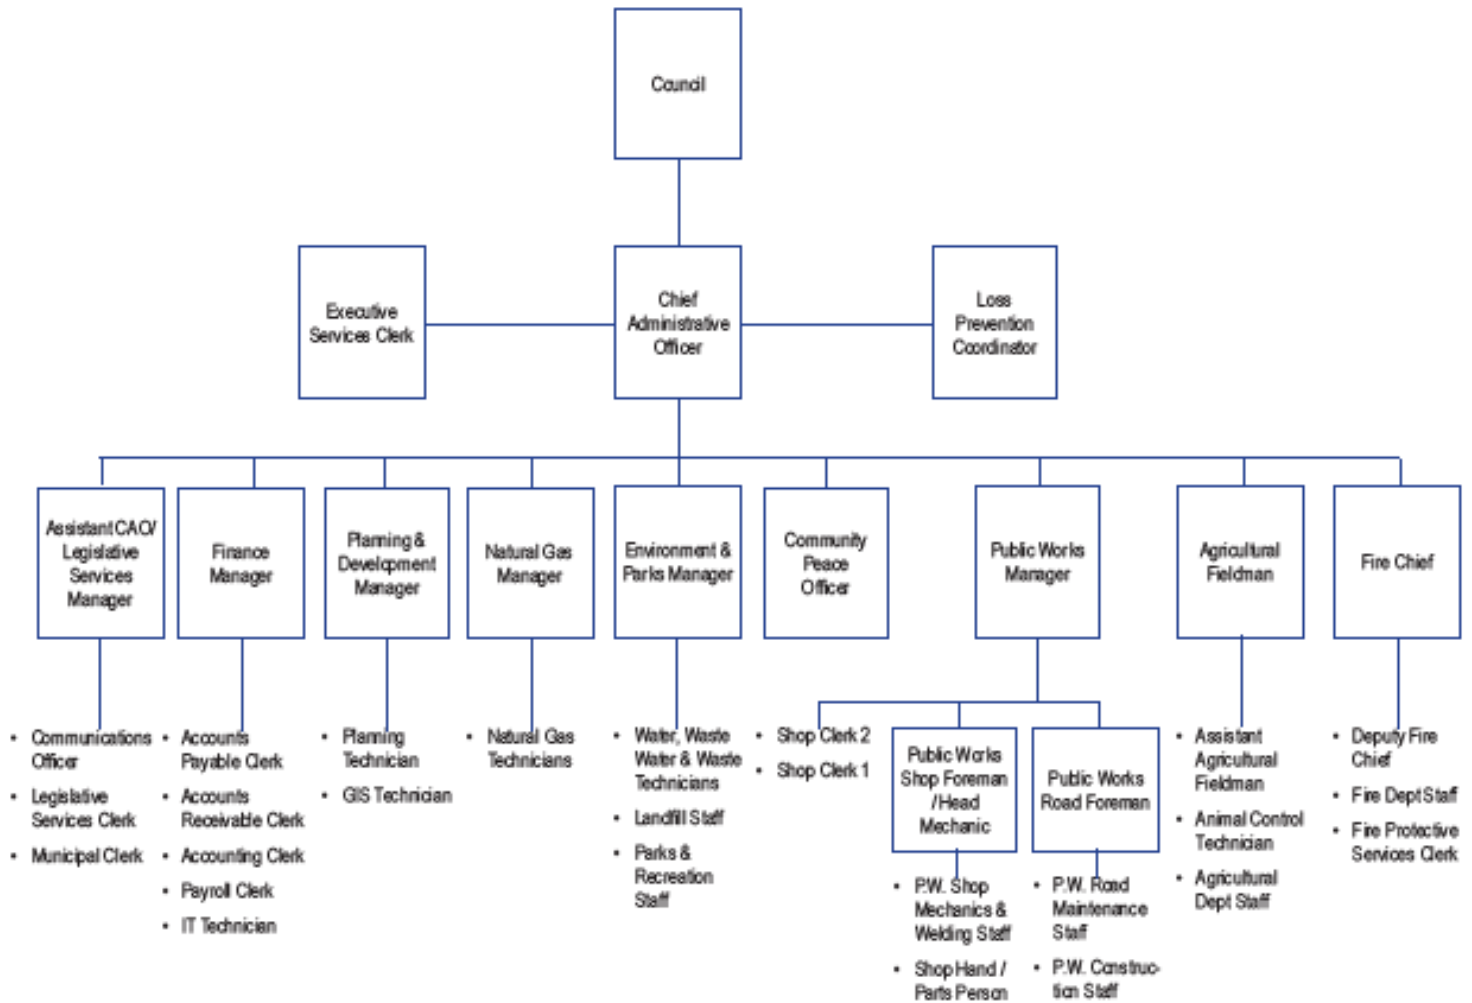 Council
Executive
Services Clerk
Chief
Administrative
Officer
Loss
Prevention
Coordinator
Assistant CAO/
Legislative
Services
Manager
Finance
Manager
Planning &
Development
Manager
Natural Gas
Manager
Environment &
Parks Manager
Community
Peace
Officer
Public Works
Manager
Agricultural
Fieldman
Fire Chief
• Communications
Officer
• Legislative
Services Clerk
• Municipal Clerk
• Accounts
Payable Clerk
• Accounts
Receivable Clerk
• Accounting Clerk
• Payroll Clerk
• IT Technician
• Planning
Technician
• GIS Technician
• Natural Gas
Technicians
• Water, Waste
Water & Waste
Technicians
• Landfill Staff
• Parks &
Recreation
Staff
• Shop Clerk 2
• Shop Clerk 1
Public Works
Shop Foreman
/Head
Mechanic
• P.W. Shop
Mechanics &
Welding Staff
• Shop Hand /
Parts Person
Public Works
Road Foreman
• P.W. Road
Maintenance
Staff
• P.W. Construc-
tion Staff
• Assistant
Agricultural
Fieldman
• Animal Control
Technician
• Agricultural
Dept Staff
• Deputy Fire
Chief
• Fire Dept Staff
• Fire Protective
Services Clerk